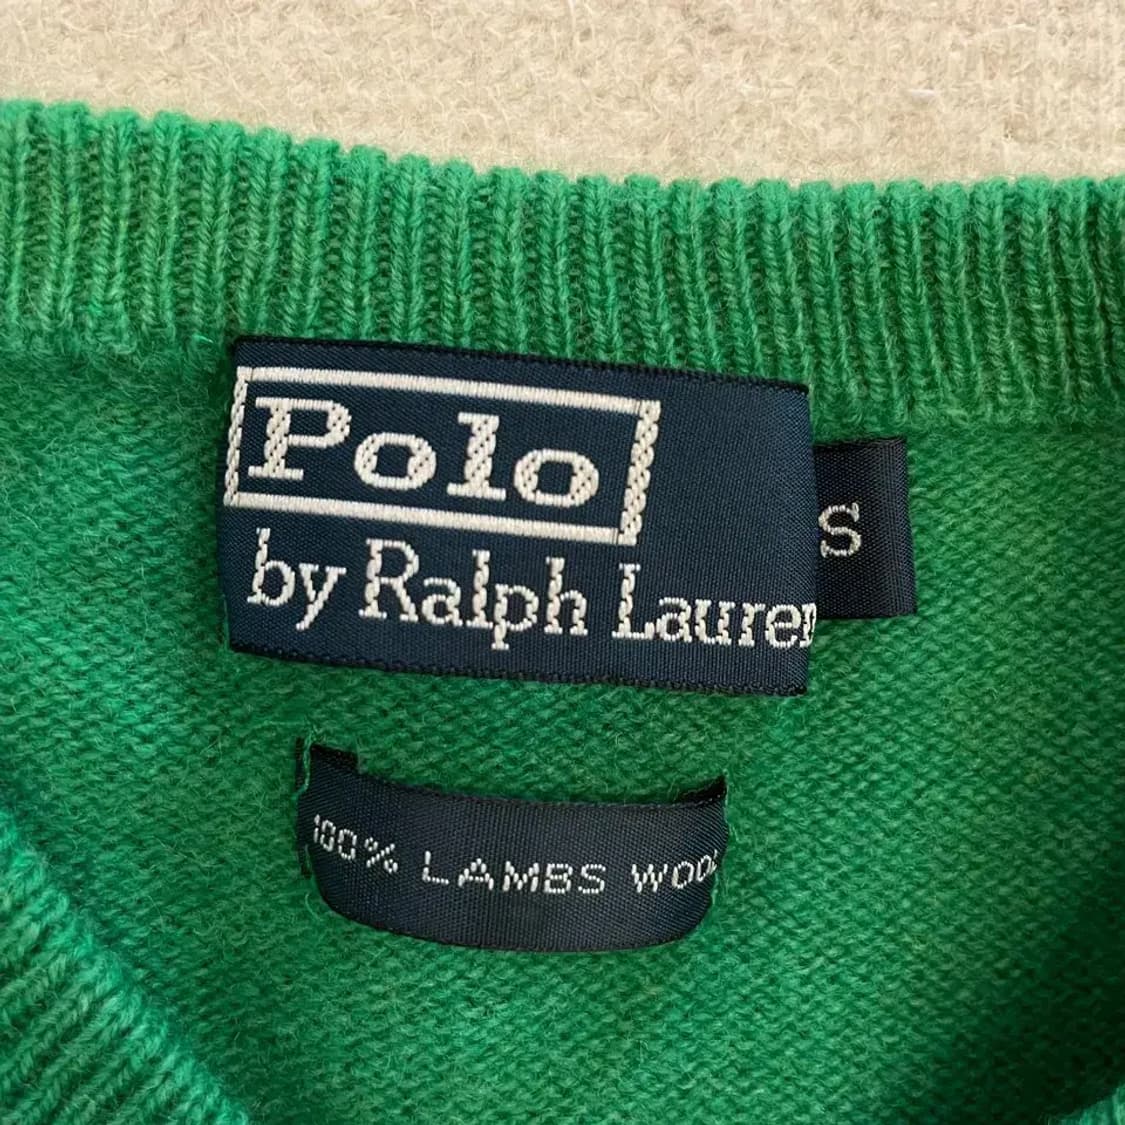 Polo
by Ralph Lauren
S
100% LAMBS WOOL